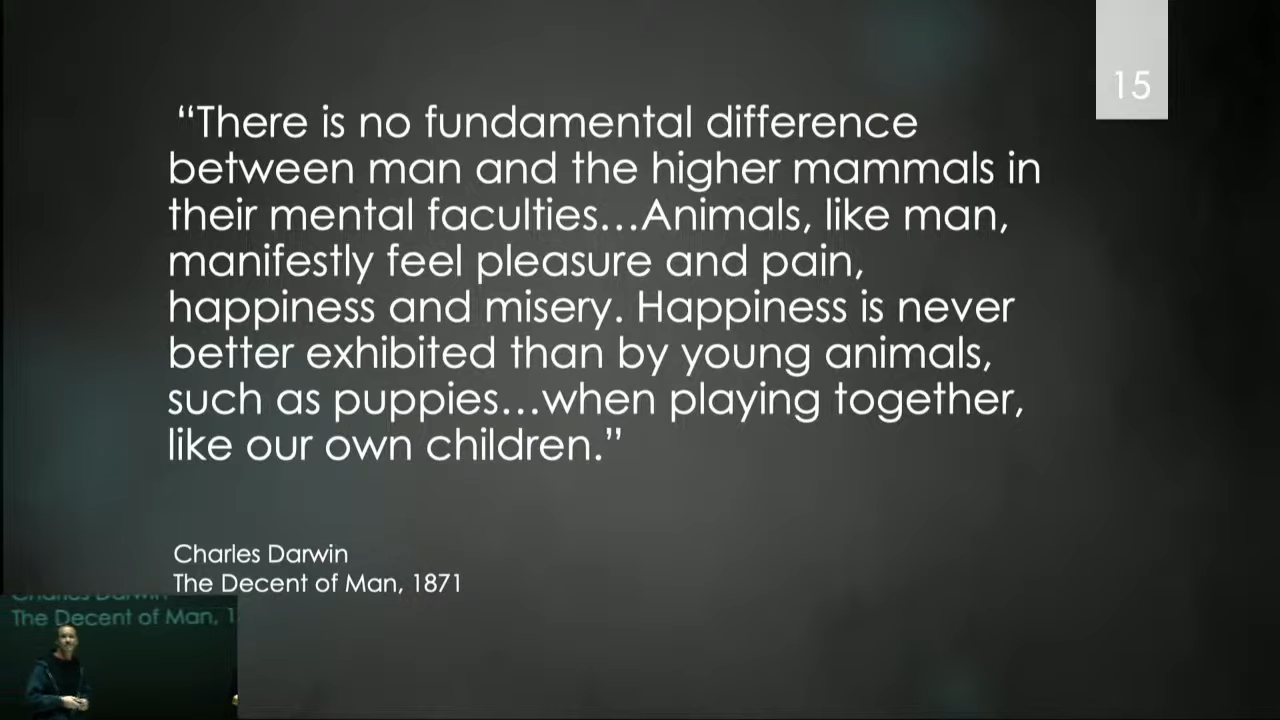 15
“There is no fundamental difference
between man and the higher mammals in
their mental faculties…Animals, like man,
manifestly feel pleasure and pain,
happiness and misery. Happiness is never
better exhibited than by young animals,
such as puppies…when playing together,
like our own children.”
Charles Darwin
The Decent of Man, 1871
Charles Darwin
The Decent of Man, 1